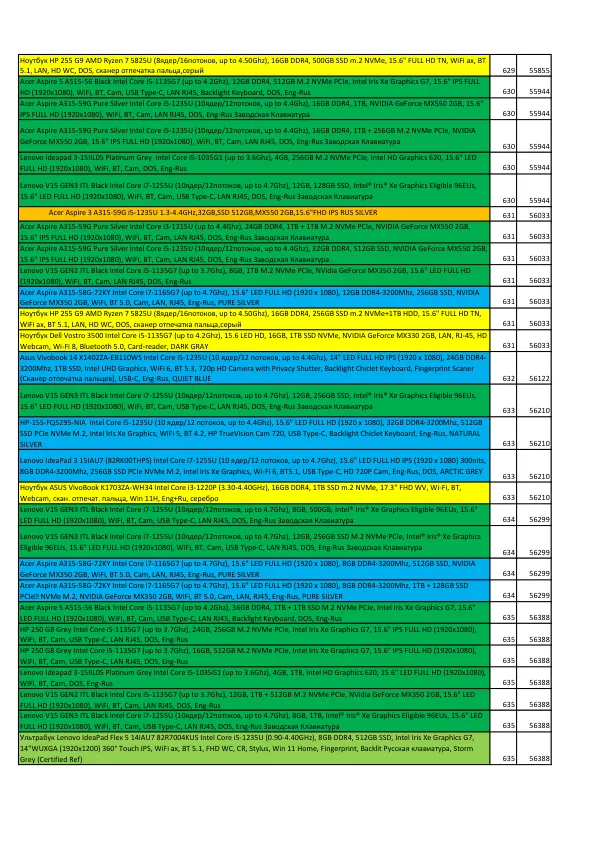 Ноутбук HP 255 G9 AMD Ryzen 7 5825U (8ядер/16потоков, up to 4.50Ghz), 16GB DDR4, 500GB SSD m.2 NVMe, 15.6" FULL HD TN, WiFi ax, BT
5.1, LAN, HD WC, DOS, сканер отпечатка пальца,серый 629 55855
Acer Aspire 5 A515-56 Black Intel Core i5-1135G7 (up to 4.2Ghz), 12GB DDR4, 512GB M.2 NVMe PCIe, Intel Iris Xe Graphics G7, 15.6" IPS FULL
HD (1920x1080), WiFi, BT, Cam, USB Type-C, LAN RJ45, Backlight Keyboard, DOS, Eng-Rus 630 55944
Acer Aspire A315-59G Pure Silver Intel Core i5-1235U (10ядер/12потоков, up to 4.4Ghz), 16GB DDR4, 1TB, NVIDIA GeForce MX550 2GB, 15.6"
IPS FULL HD (1920x1080), WiFi, BT, Cam, LAN RJ45, DOS, Eng-Rus Заводская Клавиатура 630 55944
Acer Aspire A315-59G Pure Silver Intel Core i5-1235U (10ядер/12потоков, up to 4.4Ghz), 16GB DDR4, 1TB + 256GB M.2 NVMe PCIe, NVIDIA
GeForce MX550 2GB, 15.6" IPS FULL HD (1920x1080), WiFi, BT, Cam, LAN RJ45, DOS, Eng-Rus Заводская Клавиатура 630 55944
Lenovo Ideapad 3-15IIL05 Platinum Grey Intel Core i5-1035G1 (up to 3.6Ghz), 4GB, 256GB M.2 NVMe PCIe, Intel HD Graphics 620, 15.6" LED
FULL HD (1920x1080), WiFi, BT, Cam, DOS, Eng-Rus 630 55944
Lenovo V15 GEN3 ITL Black Intel Core i7-1255U (10ядер/12потоков, up to 4.7Ghz), 12GB, 128GB SSD, Intel® Iris® Xe Graphics Eligible 96EUs,
15.6" LED FULL HD (1920x1080), WiFi, BT, Cam, USB Type-C, LAN RJ45, DOS, Eng-Rus Заводская Клавиатура 630 55944
Acer Aspire 3 A315-59G i5-1235U 1.3-4.4GHz,32GB,SSD 512GB,MX550 2GB,15.6"FHD IPS RUS SILVER 631 56033
Acer Aspire A315-59G Pure Silver Intel Core i3-1215U (up to 4.4Ghz), 24GB DDR4, 1TB + 1TB M.2 NVMe PCIe, NVIDIA GeForce MX550 2GB,
15.6" IPS FULL HD (1920x1080), WiFi, BT, Cam, LAN RJ45, DOS, Eng-Rus Заводская Клавиатура 631 56033
Acer Aspire A315-59G Pure Silver Intel Core i5-1235U (10ядер/12потоков, up to 4.4Ghz), 32GB DDR4, 512GB SSD, NVIDIA GeForce MX550 2GB,
15.6" IPS FULL HD (1920x1080), WiFi, BT, Cam, LAN RJ45, DOS, Eng-Rus Заводская Клавиатура 631 56033
Lenovo V15 GEN2 ITL Black Intel Core i5-1135G7 (up to 3.7Ghz), 8GB, 1TB M.2 NVMe PCIe, NVidia GeForce MX350 2GB, 15.6" LED FULL HD
(1920x1080), WiFi, BT, Cam, USB Type-C, LAN RJ45, DOS, Eng-Rus 631 56033
Acer Aspire A315-58G-72KY Intel Core i7-1165G7 (up to 4.7Ghz), 15.6" LED FULL HD (1920 x 1080), 12GB DDR4-3200Mhz, 256GB SSD, NVIDIA
GeForce MX350 2GB, WiFi, BT 5.0, Cam, LAN, RJ45, Eng-Rus, PURE SILVER 631 56033
Ноутбук HP 255 G9 AMD Ryzen 7 5825U (8ядер/16потоков, up to 4.50Ghz), 16GB DDR4, 256GB SSD m.2 NVMe+1TB HDD, 15.6" FULL HD TN,
WiFi ax, BT 5.1, LAN, HD WC, DOS, сканер отпечатка пальца,серый 631 56033
Ноутбук Dell Vostro 3500 Intel Core i5-1135G7 (up to 4.2Ghz), 15.6 LED HD, 16GB, 1TB SSD NVMe, NVIDIA GeForce MX330 2GB, LAN, RJ-45, HD
Webcam, Wi-Fi 8, Bluetooth 5.0, Card-reader, DARK GRAY 631 56033
Asus Vivobook 14 X1402ZA-EB110WS Intel Core i5-1235U (10 ядер/12 потоков, up to 4.4Ghz), 14" LED FULL HD IPS (1920 x 1080), 24GB DDR4-
3200Mhz, 1TB SSD, Intel UHD Graphics, WiFi 6, BT 5.3, 720p HD Camera with Privacy Shutter, Backlight Chiclet Keyboard, Fingerprint Scaner
(Сканер отпечатка пальцев), USB-C, Eng-Rus, QUIET BLUE 632 56122
Lenovo V15 GEN3 ITL Black Intel Core i7-1255U (10ядер/12потоков, up to 4.7Ghz), 12GB, 256GB SSD, Intel® Iris® Xe Graphics Eligible 96EUs,
15.6" LED FULL HD (1920x1080), WiFi, BT, Cam, USB Type-C, LAN RJ45, DOS, Eng-Rus Заводская Клавиатура 633 56210
HP-15S-FQ5295-NIA Intel Core i5-1235U (10 ядер/12 потоков, up to 4.4Ghz), 15.6" LED FULL HD (1920 x 1080), 32GB DDR4-3200Mhz, 512GB
SSD PCIe NVMe M.2, Intel Iris Xe Graphics, WiFi 5, BT 4.2, HP TrueVision Cam 720, USB Type-C, Backlight Chiclet Keyboard, Eng-Rus, NATURAL
SILVER 633 56210
Lenovo IdeaPad 3 15IAU7 (82RK00THPS) Intel Core i5-1235U (10 ядер/12 потоков, up to 4.7Ghz), 15.6" LED FULL HD IPS (1920 x 1080) 300nits,
8GB DDR4-3200Mhz, 256GB SSD PCIe NVMe M.2, Intel Iris Xe Graphics, Wi-Fi 6, BT5.1, USB Type-C, HD 720P Cam, Eng-Rus, DOS, ARCTIC GREY 633 56210
Ноутбук ASUS VivoBook K1703ZA-WH34 Intel Core i3-1220P (3.30-4.40GHz), 16GB DDR4, 1TB SSD m.2 NVMe, 17.3" FHD WV, Wi-Fi, BT,
Webcam, скан. отпечат. пальца, Win 11H, Eng+Ru, серебро 633 56210
Lenovo V15 GEN3 ITL Black Intel Core i7-1255U (10ядер/12потоков, up to 4.7Ghz), 8GB, 500GB, Intel® Iris® Xe Graphics Eligible 96EUs, 15.6"
LED FULL HD (1920x1080), WiFi, BT, Cam, USB Type-C, LAN RJ45, DOS, Eng-Rus Заводская Клавиатура 634 56299
Lenovo V15 GEN3 ITL Black Intel Core i7-1255U (10ядер/12потоков, up to 4.7Ghz), 12GB, 256GB SSD M.2 NVMe PCIe, Intel® Iris® Xe Graphics
Eligible 96EUs, 15.6" LED FULL HD (1920x1080), WiFi, BT, Cam, USB Type-C, LAN RJ45, DOS, Eng-Rus Заводская Клавиатура 634 56299
Acer Aspire A315-58G-72KY Intel Core i7-1165G7 (up to 4.7Ghz), 15.6" LED FULL HD (1920 x 1080), 8GB DDR4-3200Mhz, 512GB SSD, NVIDIA
GeForce MX350 2GB, WiFi, BT 5.0, Cam, LAN, RJ45, Eng-Rus, PURE SILVER 634 56299
Acer Aspire A315-58G-72KY Intel Core i7-1165G7 (up to 4.7Ghz), 15.6" LED FULL HD (1920 x 1080), 8GB DDR4-3200Mhz, 1TB + 128GB SSD
NVMe M.2, NVIDIA GeForce MX350 2GB, WiFi, BT 5.0, Cam, LAN, RJ45, Eng-Rus, PURE SILVER 634 56299
Acer Aspire 5 A515-56 Black Intel Core i5-1135G7 (up to 4.2Ghz), 36GB DDR4, 1TB + 1TB SSD M.2 NVMe PCIe, Intel Iris Xe Graphics G7, 15.6"
IPS FULL HD (1920x1080), WiFi, BT, Cam, USB Type-C, LAN RJ45, Backlight Keyboard, DOS, Eng-Rus 635 56388
HP 250 G8 Grey Intel Core i5-1135G7 (up to 3.7Ghz), 24GB, 256GB M.2 NVMe PCIe, Intel Iris Xe Graphics G7, 15.6" IPS FULL HD (1920x1080),
WiFi, BT, Cam, USB Type-C, LAN RJ45, DOS, Eng-Rus 635 56388
HP 250 G8 Grey Intel Core i5-1135G7 (up to 3.7Ghz), 16GB, 512GB M.2 NVMe PCIe, Intel Iris Xe Graphics G7, 15.6" IPS FULL HD (1920x1080),
WiFi, BT, Cam, USB Type-C, LAN RJ45, DOS, Eng-Rus 635 56388
Lenovo Ideapad 3-15IIL05 Platinum Grey Intel Core i5-1035G1 (up to 3.6Ghz), 4GB, 1TB, Intel HD Graphics 620, 15.6" LED FULL HD (1920x1080),
WiFi, BT, Cam, DOS, Eng-Rus 635 56388
Lenovo V15 GEN2 ITL Black Intel Core i5-1135G7 (up to 3.7Ghz), 12GB, 1TB + 512GB M.2 NVMe PCIe, NVidia GeForce MX350 2GB, 15.6" LED
FULL HD (1920x1080), WiFi, BT, Cam, USB Type-C, LAN RJ45, DOS, Eng-Rus 635 56388
Lenovo V15 GEN3 ITL Black Intel Core i7-1255U (10ядер/12потоков, up to 4.7Ghz), 8GB, 1TB, Intel® Iris® Xe Graphics Eligible 96EUs, 15.6" LED
FULL HD (1920x1080), WiFi, BT, Cam, USB Type-C, LAN RJ45, DOS, Eng-Rus Заводская Клавиатура 635 56388
Ультрабук Lenovo IdeaPad Flex 5 14IAU7 82R7004KUS Intel Core i5-1235U (0.90-4.40GHz), 8GB DDR4, 512GB SSD, Intel Iris Xe Graphics G7,
14"WUXGA (1920x1200) 360° Touch IPS, WiFi ax, BT 5.1, FHD WC, CR, Stylus, Win 11 Home, Fingerprint, Backlit Русская клавиатура, Storm
Grey (Certified Ref) 635 56388